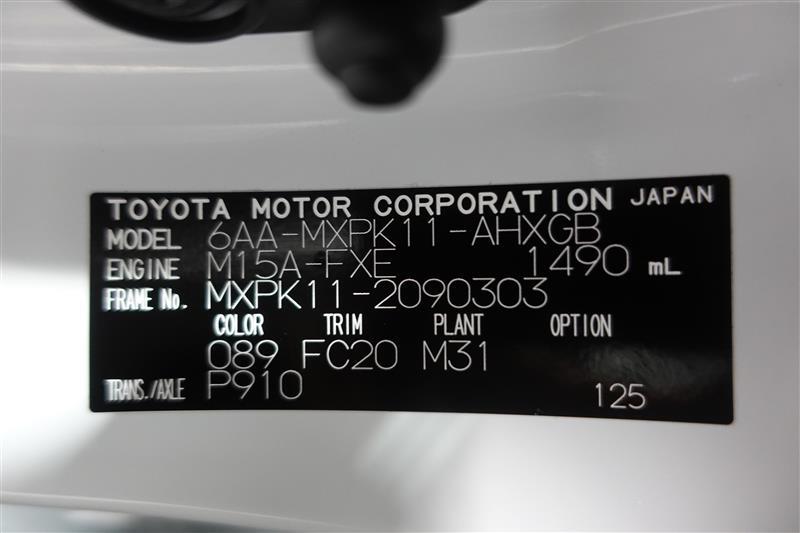 TOYOTA MOTOR CORPORATION JAPAN
MODEL 6AA-MXPK11-AHXGB
ENGINE M15A-FXE 1490 mL
FRAME No. MXPK11-2090303
COLOR TRIM PLANT OPTION
089 FC20 M31
TRANS./AXLE P910 125